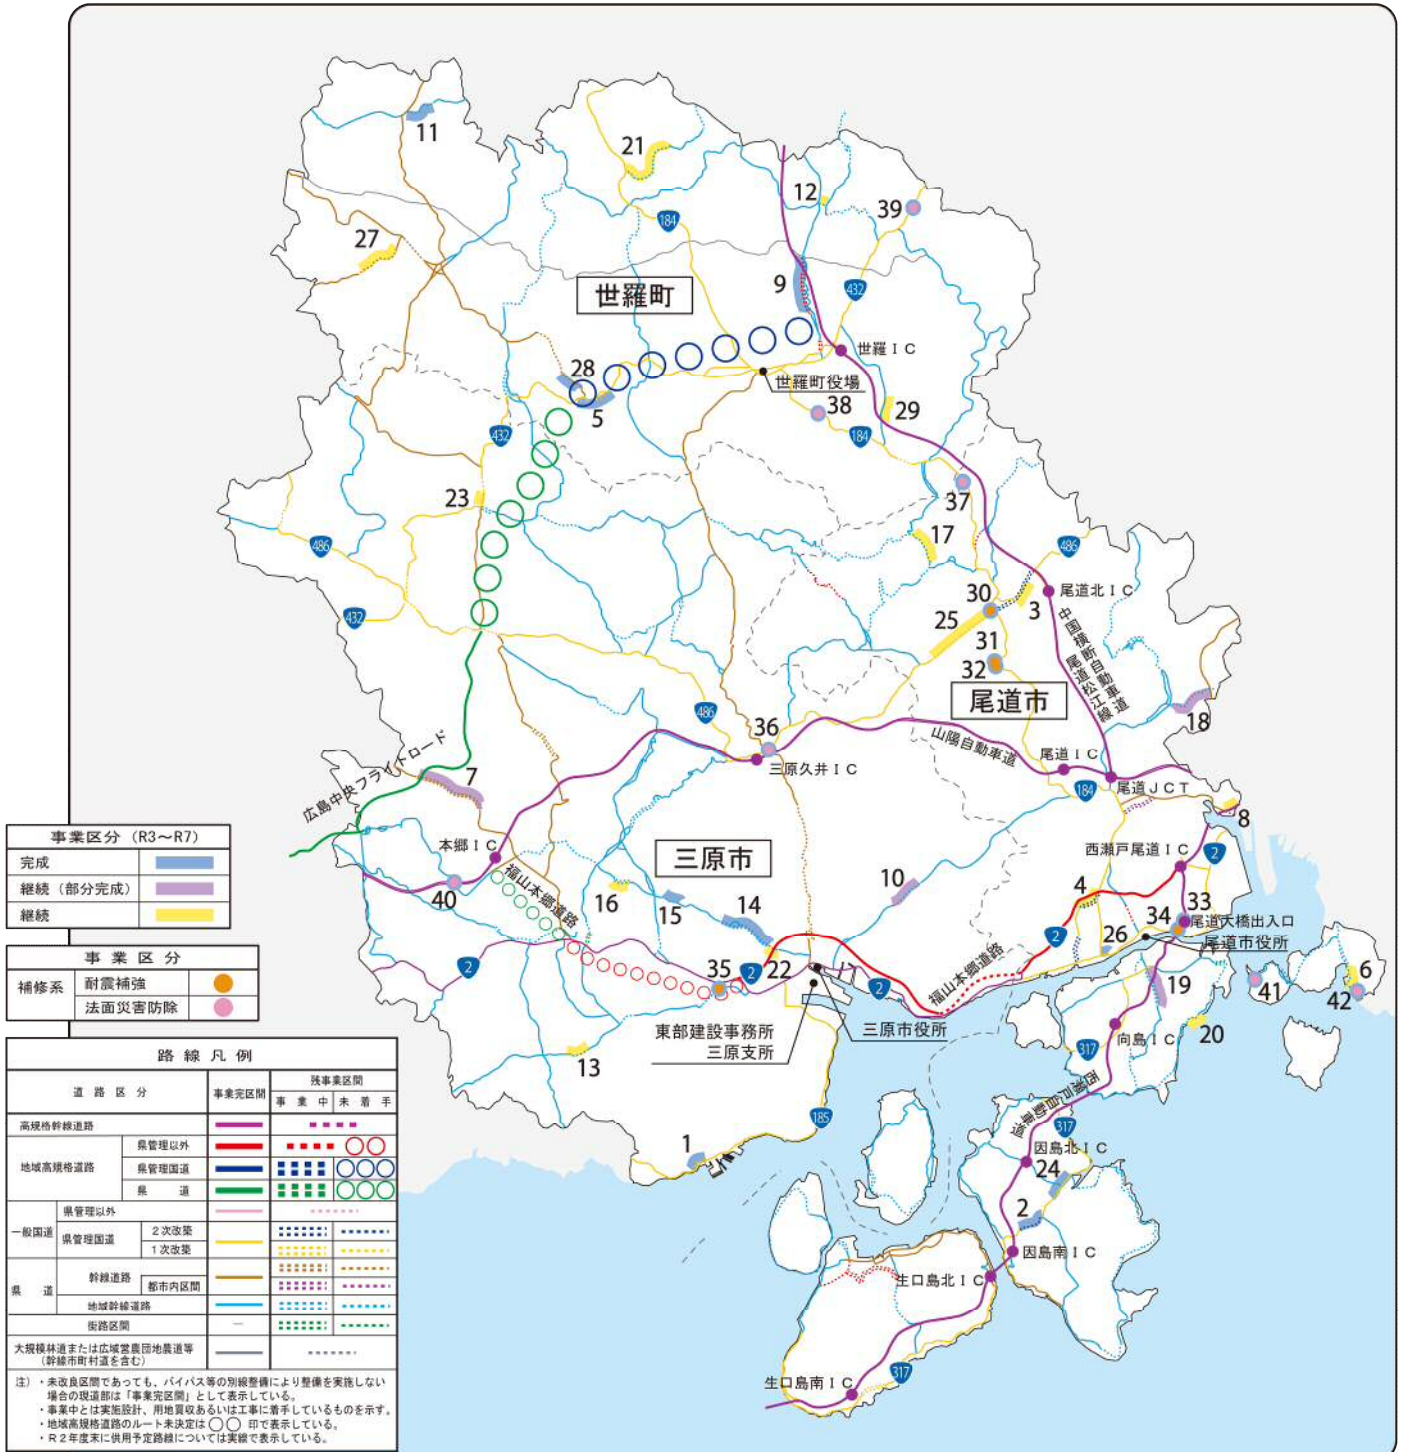 11
21
12
39
184
27
9
432
世羅町
世羅ＩＣ
28
世羅町役場
5
38
29
432
184
23
37
486
17
486
30
3
尾道北ＩＣ
432
25
31
32
中国横断自動車道
尾道松江線
尾道市
18
486
36
山陽自動車道
尾道ＩＣ
三原久井ＩＣ
広島中央フライトロード
7
184
尾道ＪＣＴ
8
本郷ＩＣ
三原市
西瀬戸尾道ＩＣ
2
福山本郷道路
40
16
15
14
10
4
33
34
尾道大橋出入口
2
26
尾道市役所
2
35
2
22
2
福山本郷道路
19
41
6
42
東部建設事務所
三原支所
三原市役所
向島ＩＣ
20
317
13
185
西瀬戸自動車道
317
1
因島北ＩＣ
24
2
因島南ＩＣ
生口島北ＩＣ
317
生口島南ＩＣ
事業区分（R3～R7）
完成
継続（部分完成）
継続
事業区分
補修系
耐震補強
法面災害防除
路線凡例
道路区分
事業完区間
残事業区間
事業中
未着手
高規格幹線道路
地域高規格道路
県管理以外
県管理国道
県道
一般国道
県管理以外
県管理国道
２次改築
１次改築
県道
幹線道路
都市内区間
地域幹線道路
街路区間
－
大規模林道または広域営農団地農道等
（幹線市町村道を含む）
注）・未改良区間であっても、バイパス等の別線整備により整備を実施しない
場合の現道部は「事業完区間」として表示している。
・事業中とは実施設計、用地買収あるいは工事に着手しているものを示す。
・地域高規格道路のルート未決定は○○印で表示している。
・Ｒ２年度末に供用予定路線については実線で表示している。